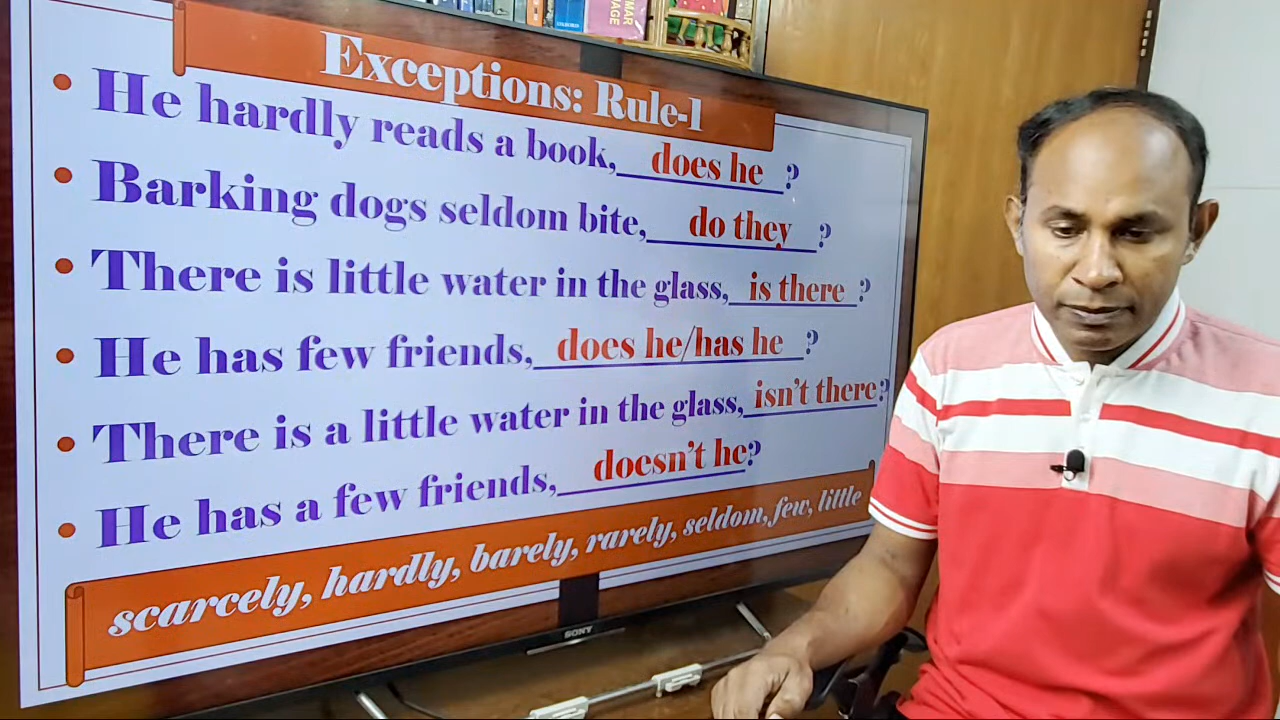 MAR
AGE
Exceptions: Rule-1
• He hardly reads a book, does he ?
• Barking dogs seldom bite, do they ?
• There is little water in the glass, is there ?
• He has few friends, does he/has he ?
• There is a little water in the glass, isn't there?
• He has a few friends, doesn't he?
scarcely, hardly, barely, rarely, seldom, few, little
SONY